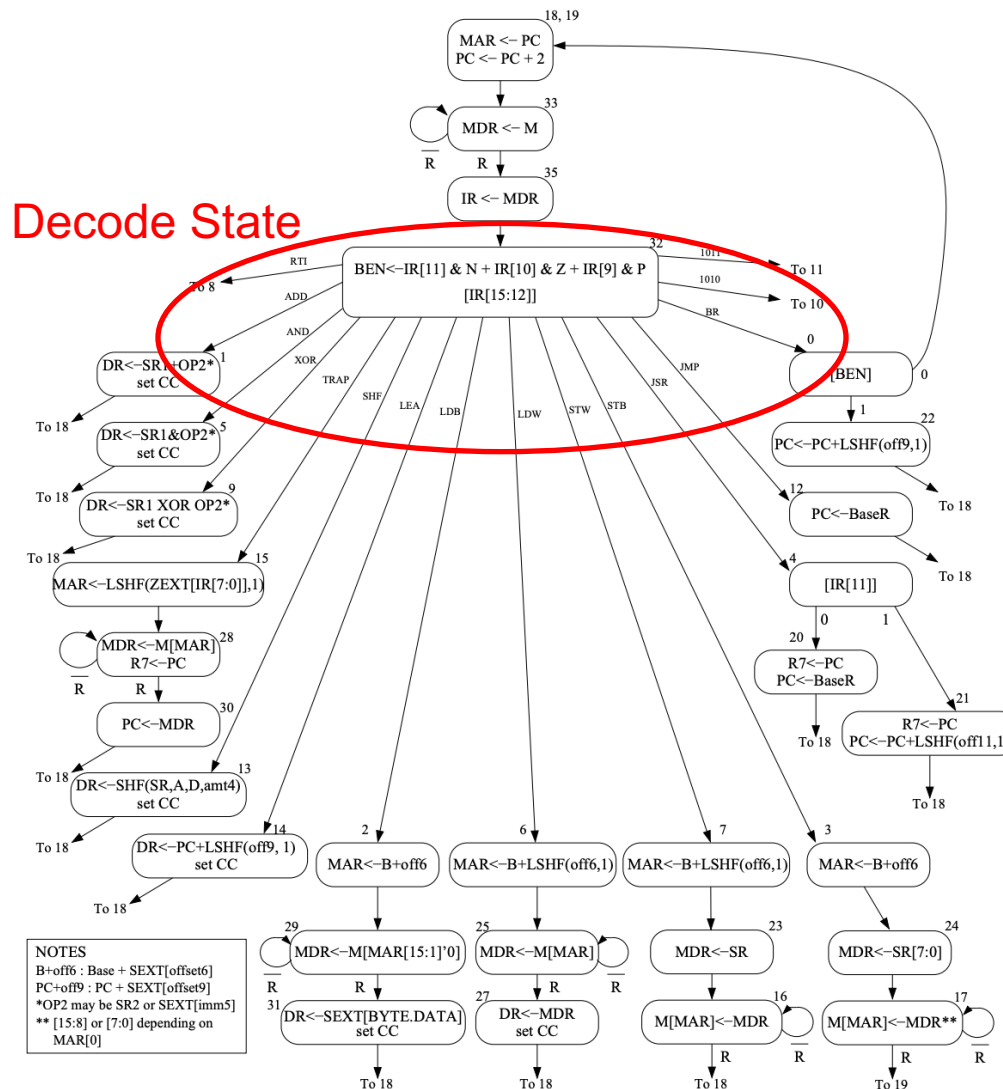 18, 19
MAR <− PC
PC <− PC + 2
33
MDR <− M
R
R
35
IR <− MDR
Decode State
32
BEN<−IR[11] & N + IR[10] & Z + IR[9] & P
[IR[15:12]]
RTI
To 8
1011
To 11
1010
To 10
ADD
AND
XOR
TRAP
SHF
LEA
LDB
LDW
STW
STB
JSR
JMP
BR
1
DR<−SR1+OP2*
set CC
To 18
5
DR<−SR1&OP2*
set CC
To 18
9
DR<−SR1 XOR OP2*
set CC
To 18
15
MAR<−LSHF(ZEXT[IR[7:0]],1)
28
MDR<−M[MAR]
R7<−PC
R
R
30
PC<−MDR
To 18
13
DR<−SHF(SR,A,D,amt4)
set CC
To 18
14
DR<−PC+LSHF(off9, 1)
set CC
To 18
0
[BEN]
0
1
22
PC<−PC+LSHF(off9,1)
To 18
12
PC<−BaseR
To 18
4
[IR[11]]
0
1
20
R7<−PC
PC<−BaseR
To 18
21
R7<−PC
PC<−PC+LSHF(off11,1
To 18
2
MAR<−B+off6
6
MAR<−B+LSHF(off6,1)
7
MAR<−B+LSHF(off6,1)
3
MAR<−B+off6
29
MDR<−M[MAR[15:1]'0]
R
R
25
MDR<−M[MAR]
R
R
23
MDR<−SR
24
MDR<−SR[7:0]
31
DR<−SEXT[BYTE.DATA]
set CC
To 18
27
DR<−MDR
set CC
To 18
16
M[MAR]<−MDR
R
R
To 18
17
M[MAR]<−MDR**
R
R
To 19
NOTES
B+off6 : Base + SEXT[offset6]
PC+off9 : PC + SEXT[offset9]
*OP2 may be SR2 or SEXT[imm5]
** [15:8] or [7:0] depending on
MAR[0]